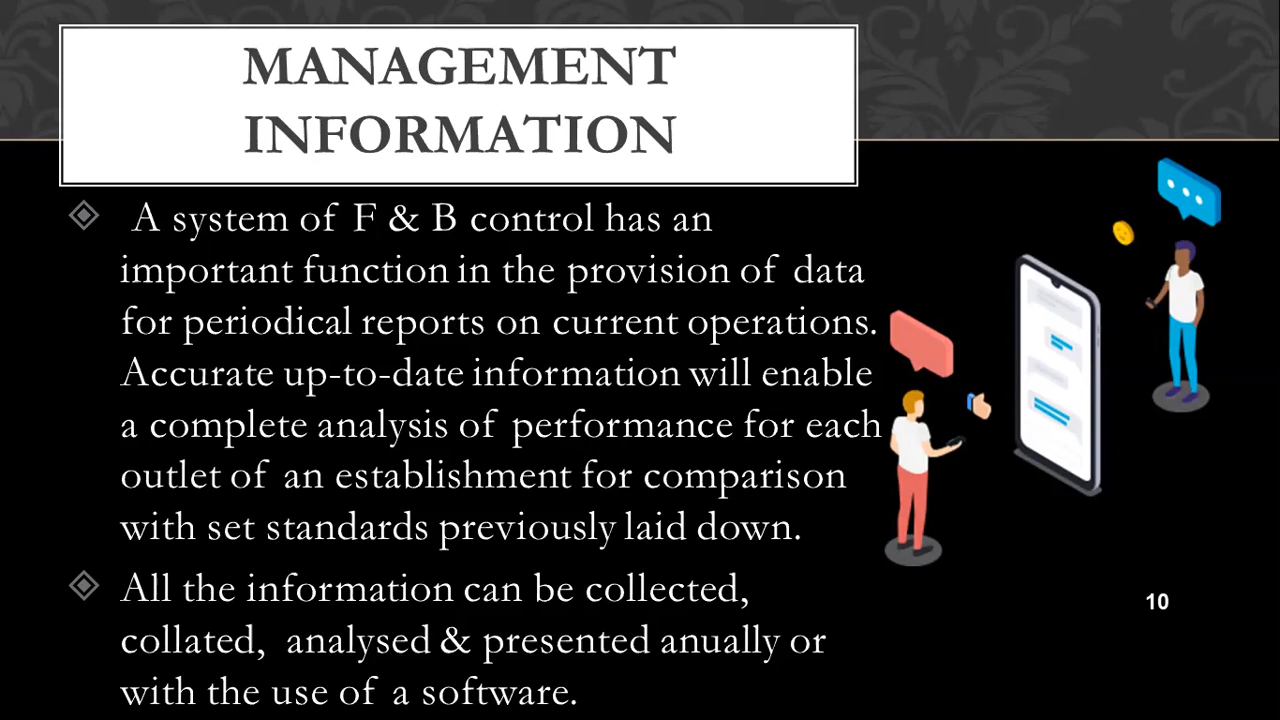 MANAGEMENT
INFORMATION
A system of F & B control has an
important function in the provision of data
for periodical reports on current operations.
Accurate up-to-date information will enable
a complete analysis of performance for each
outlet of an establishment for comparison
with set standards previously laid down.
All the information can be collected,
collated, analysed & presented anually or
with the use of a software.
10